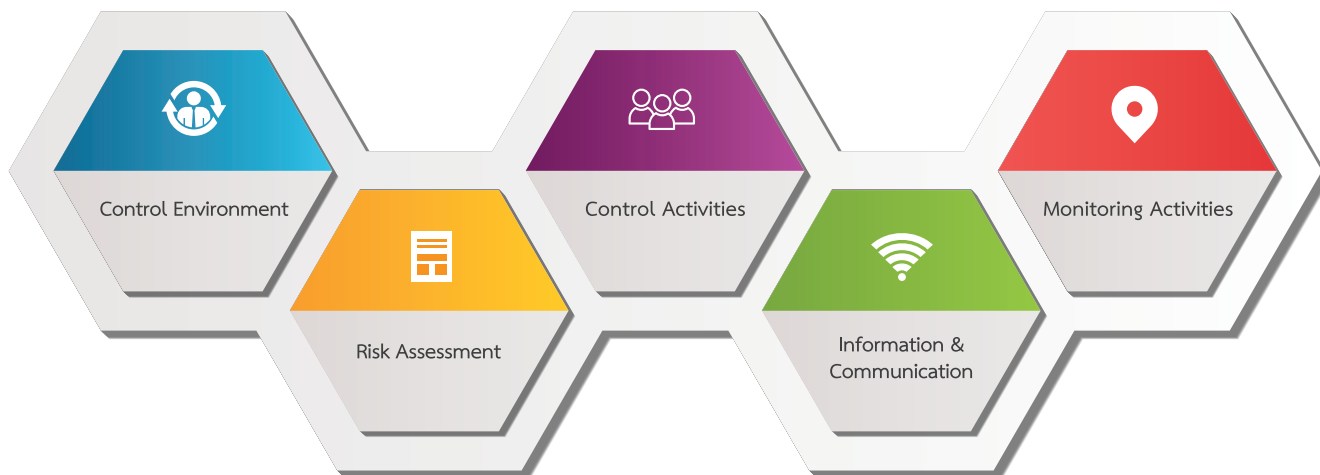 Control Environment
Risk Assessment
Control Activities
Information &
Communication
Monitoring Activities